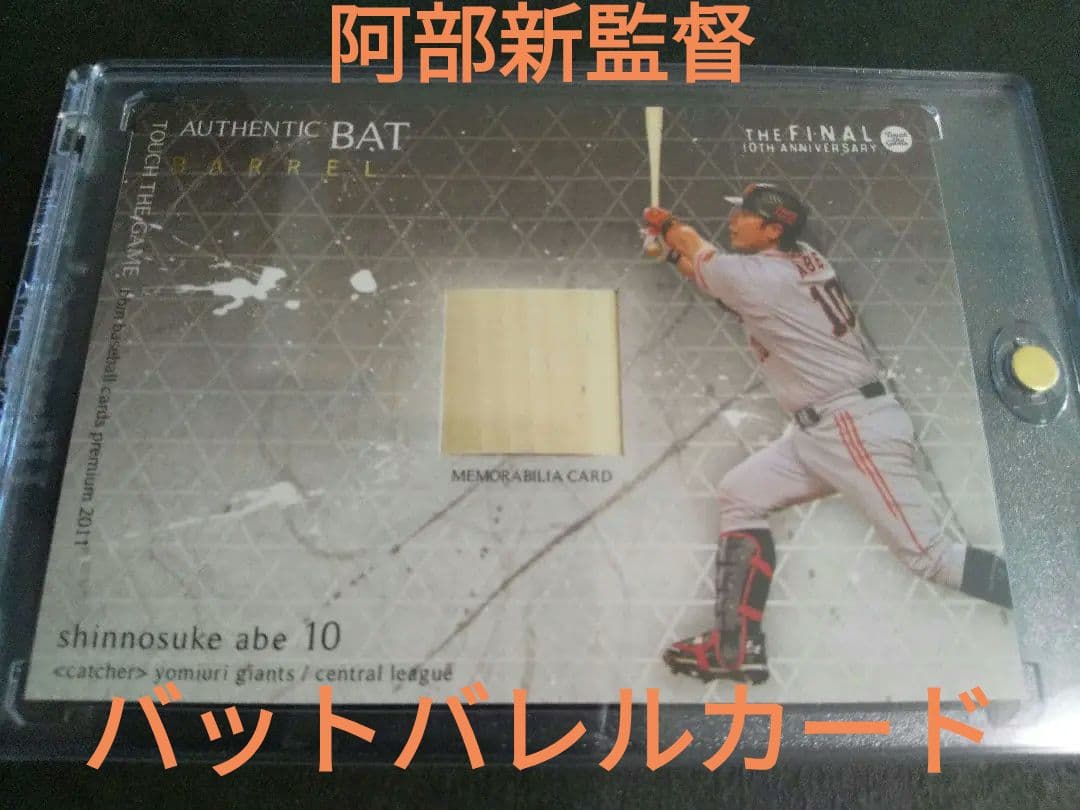 阿部新監督
AUTHENTIC BAT
BARREL
THE FINAL
10TH ANNIVERSARY
TOUCH THE GAME. bbm baseball cards premium 2011
ABE
10
MEMORABILIA CARD
shinnosuke abe 10
<catcher> yomiuri giants / central league
バットバレルカード